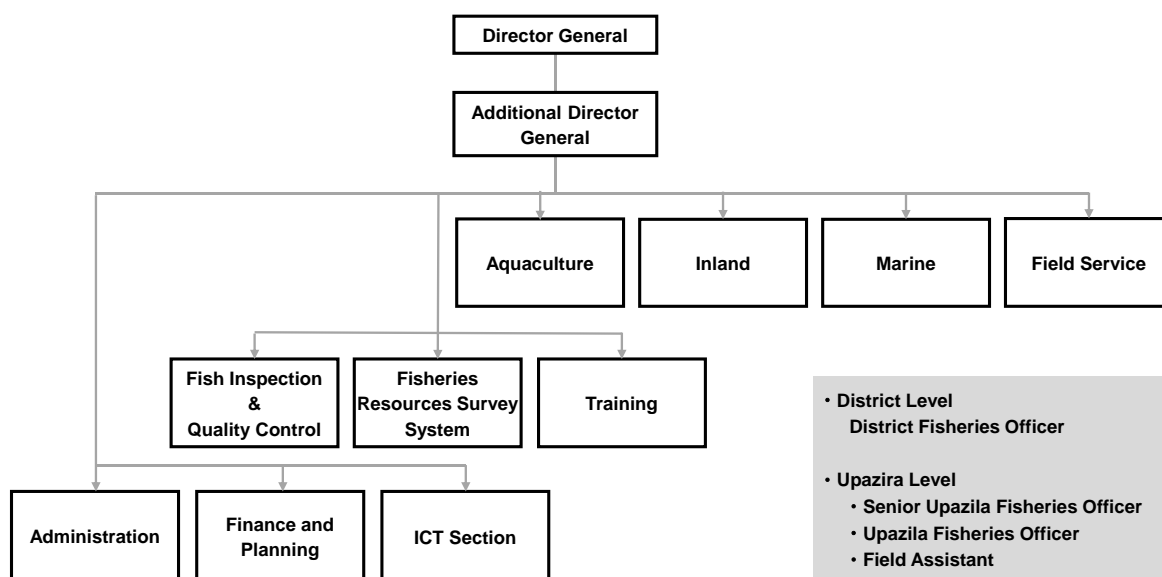 Director General
Additional Director
General
Aquaculture
Inland
Marine
Field Service
Fish Inspection
&
Quality Control
Fisheries
Resources Survey
System
Training
・District Level
District Fisheries Officer
・Upazira Level
・Senior Upazila Fisheries Officer
・Upazila Fisheries Officer
・Field Assistant
Administration
Finance and
Planning
ICT Section